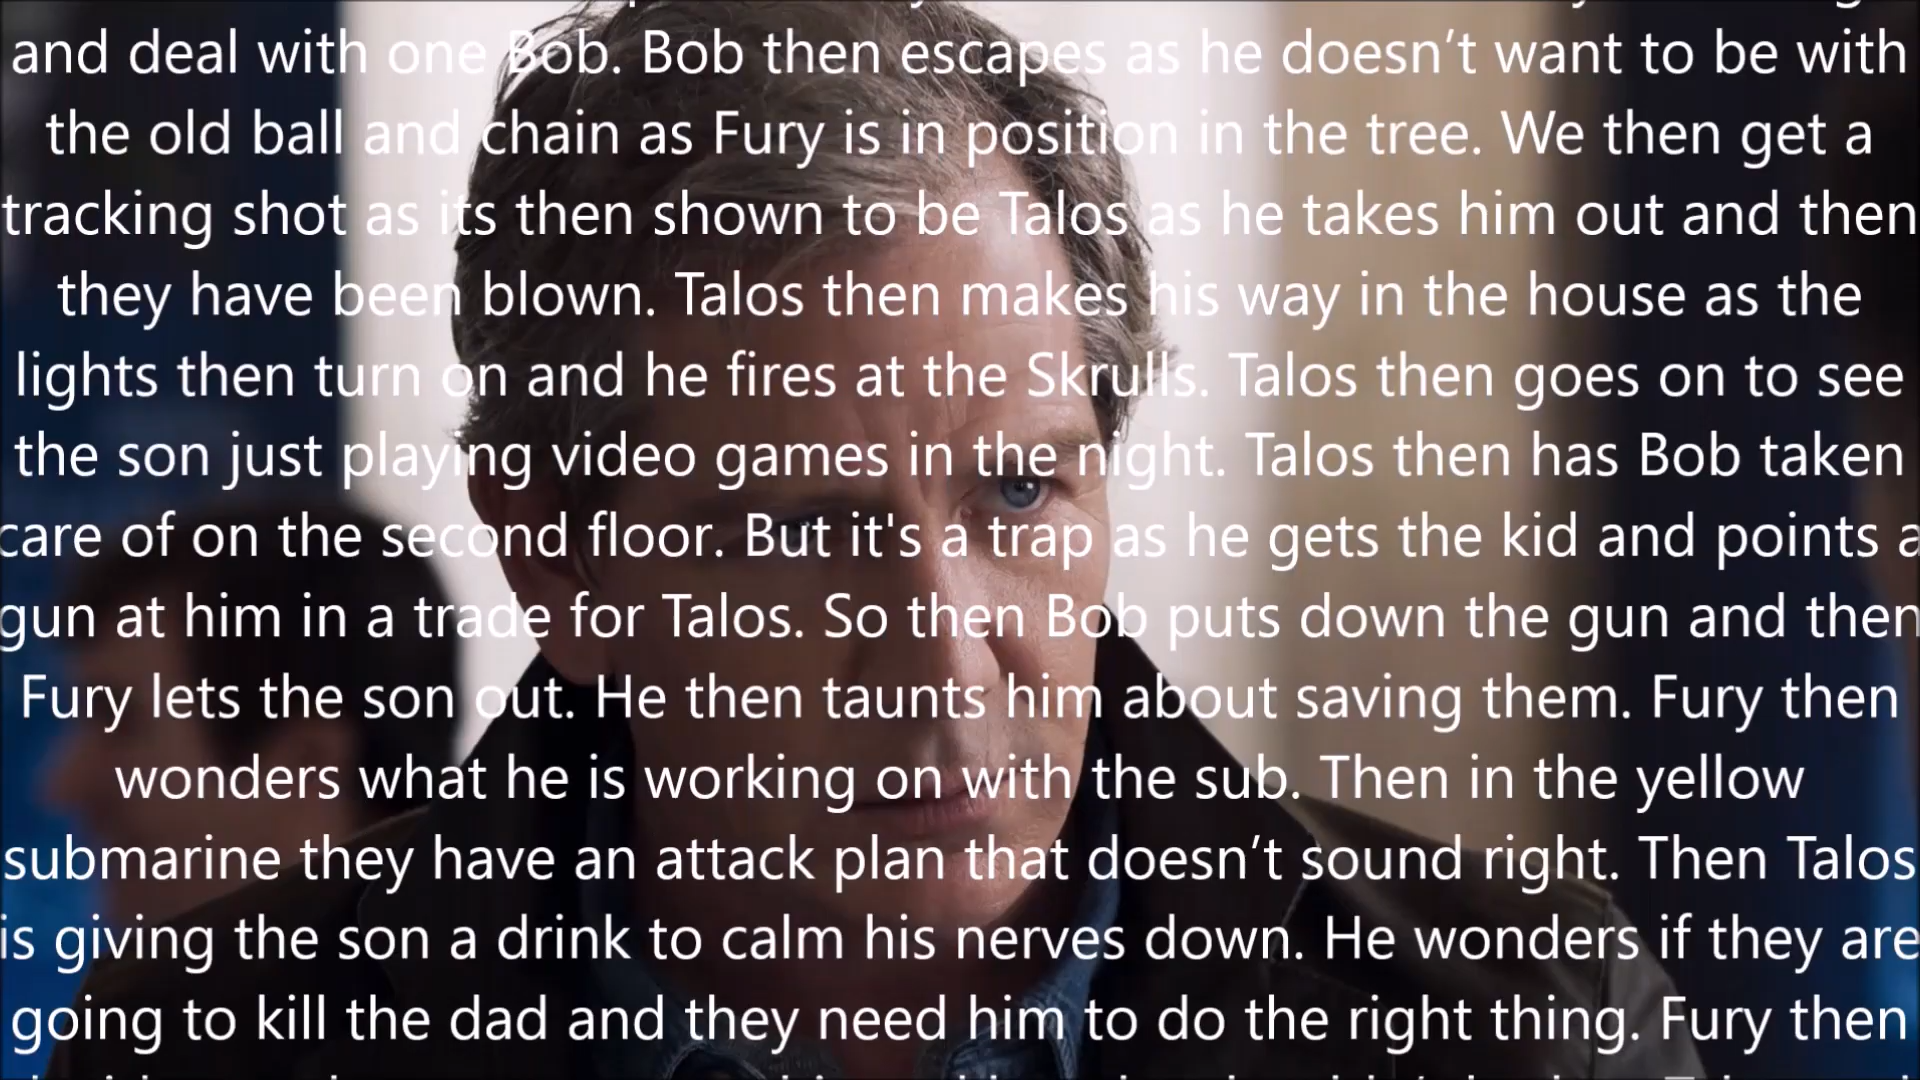 and deal with one Bob. Bob then escapes as he doesn’t want to be with
the old ball and chain as Fury is in position in the tree. We then get a
tracking shot as its then shown to be Talos as he takes him out and then
they have been blown. Talos then makes his way in the house as the
lights then turn on and he fires at the Skrulls. Talos then goes on to see
the son just playing video games in the night. Talos then has Bob taken
care of on the second floor. But it's a trap as he gets the kid and points a
gun at him in a trade for Talos. So then Bob puts down the gun and then
Fury lets the son out. He then taunts him about saving them. Fury then
wonders what he is working on with the sub. Then in the yellow
submarine they have an attack plan that doesn’t sound right. Then Talos
is giving the son a drink to calm his nerves down. He wonders if they are
going to kill the dad and they need him to do the right thing. Fury then